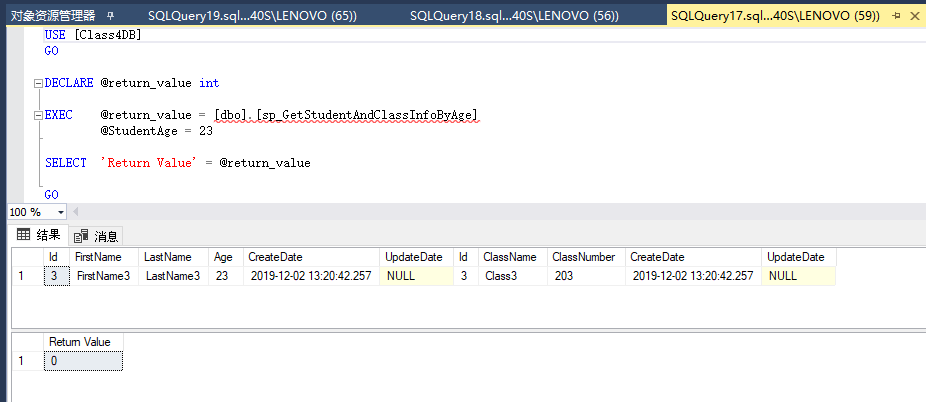 对象资源管理器 SQLQuery19.sql...40S\LENOVO (65)) SQLQuery18.sql...40S\LENOVO (56)) SQLQuery17.sql...40S\LENOVO (59))
USE [Class4DB]
GO
DECLARE @return_value int
EXEC @return_value = [dbo].[sp_GetStudentAndClassInfoByAge]
@StudentAge = 23
SELECT 'Return Value' = @return_value
GO
100 %
结果 消息
Id FirstName LastName Age CreateDate UpdateDate Id ClassName ClassNumber CreateDate UpdateDate
1 3 FirstName3 LastName3 23 2019-12-02 13:20:42.257 NULL 3 Class3 203 2019-12-02 13:20:42.257 NULL
Return Value
1 0